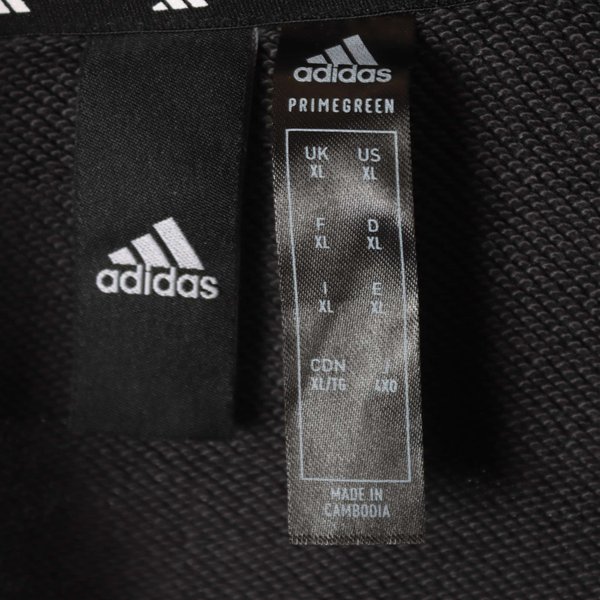 adidas
adidas
PRIMEGREEN
UK US
XL XL
F D
XL XL
I E
XL XL
CDN J
XL/TG 4XO
MADE IN
CAMBODIA